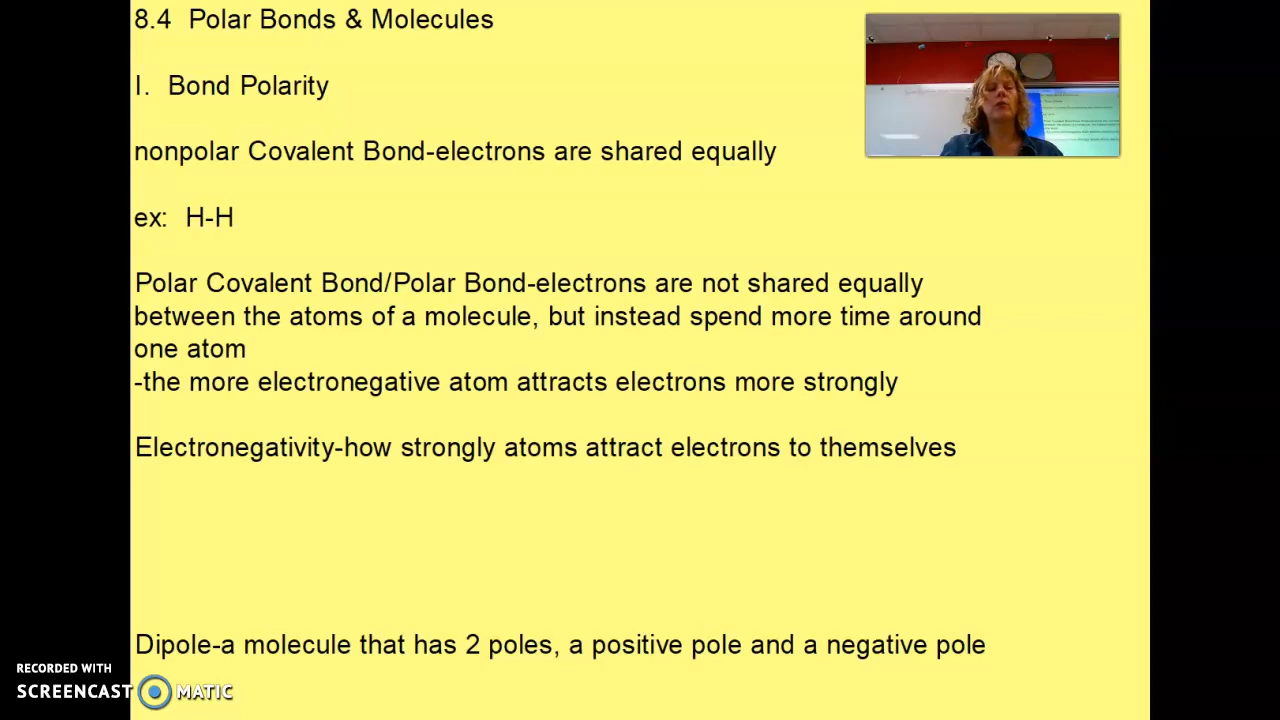 8.4 Polar Bonds & Molecules
I. Bond Polarity
nonpolar Covalent Bond-electrons are shared equally
ex: H-H
Polar Covalent Bond/Polar Bond-electrons are not shared equally
between the atoms of a molecule, but instead spend more time around
one atom
-the more electronegative atom attracts electrons more strongly
Electronegativity-how strongly atoms attract electrons to themselves
Dipole-a molecule that has 2 poles, a positive pole and a negative pole
RECORDED WITH
SCREENCAST MATIC